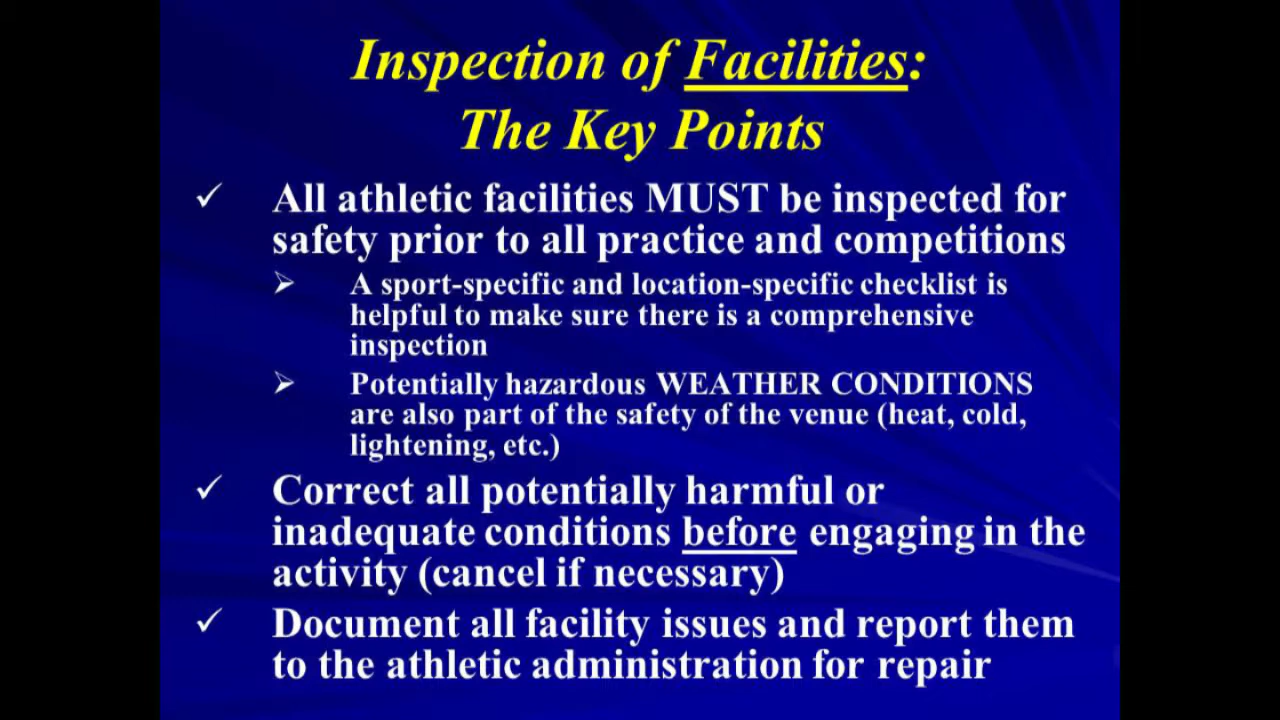 Inspection of Facilities:
The Key Points
All athletic facilities MUST be inspected for
safety prior to all practice and competitions
A sport-specific and location-specific checklist is
helpful to make sure there is a comprehensive
inspection
Potentially hazardous WEATHER CONDITIONS
are also part of the safety of the venue (heat, cold,
lightening, etc.)
Correct all potentially harmful or
inadequate conditions before engaging in the
activity (cancel if necessary)
Document all facility issues and report them
to the athletic administration for repair